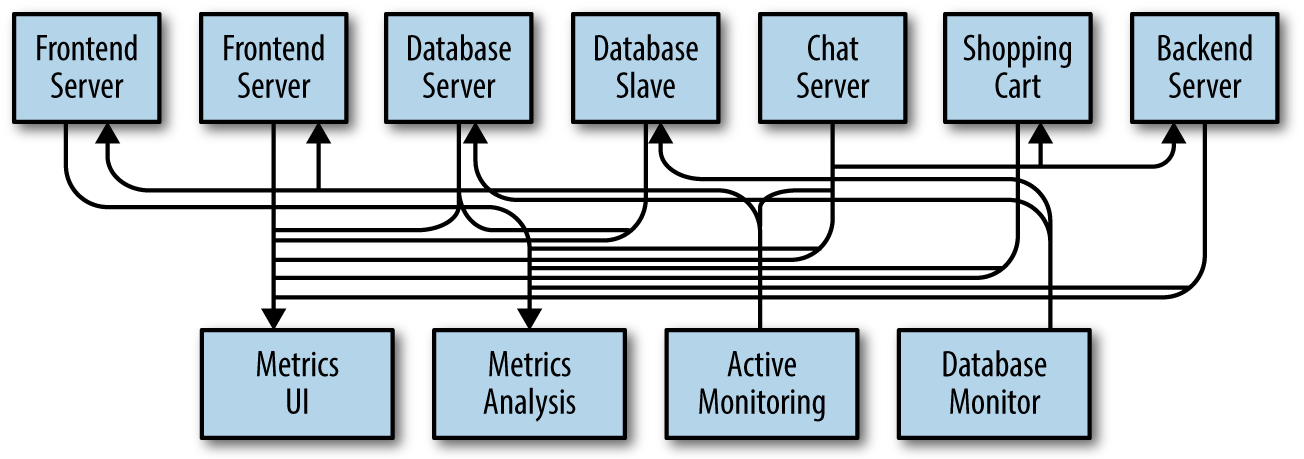 Frontend
Server
Frontend
Server
Database
Server
Database
Slave
Chat
Server
Shopping
Cart
Backend
Server
Metrics
UI
Metrics
Analysis
Active
Monitoring
Database
Monitor